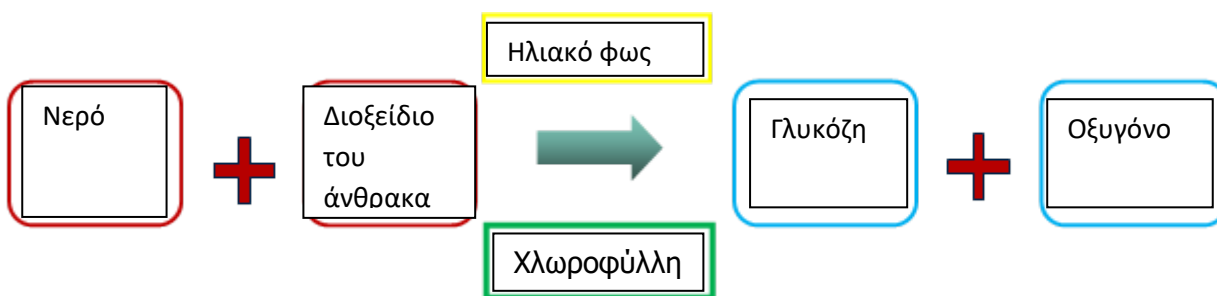 Ηλιακό φως
Νερό
Διοξείδιο
του
άνθρακα
Γλυκόζη
Οξυγόνο
Χλωροφύλλη